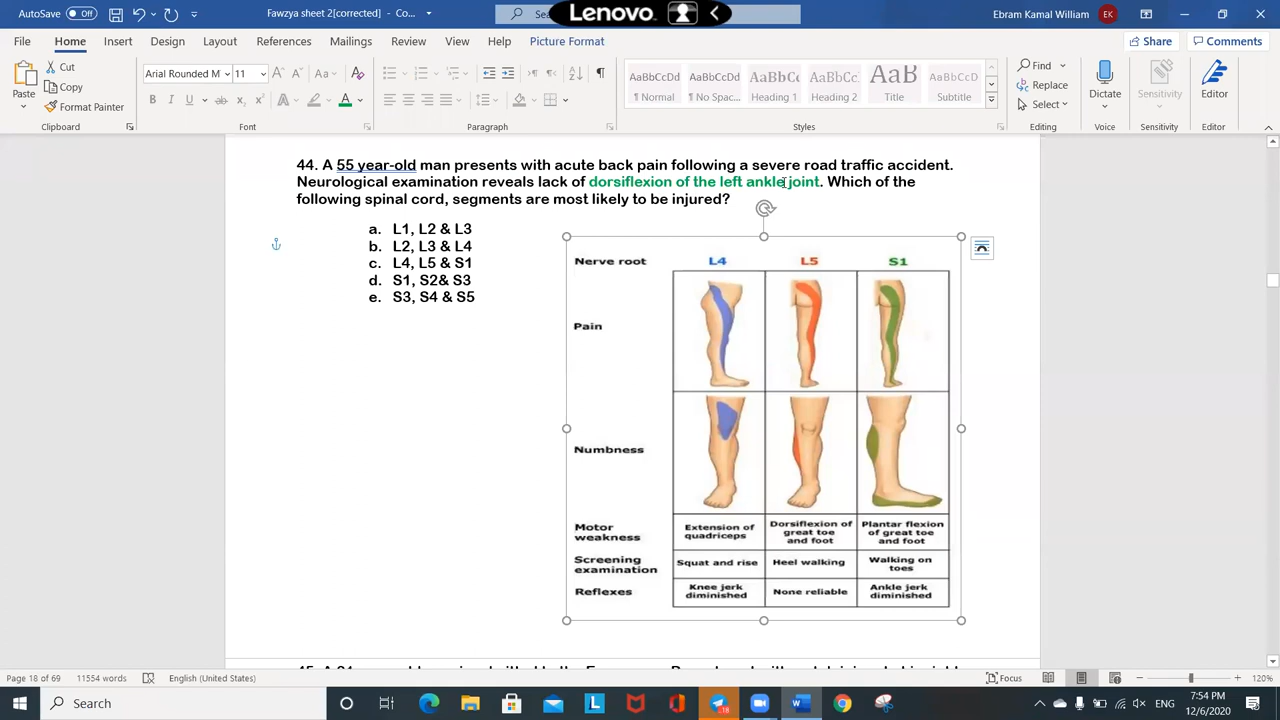 AutoSave Off
Fawzya sheet 2[corrected]
Lenovo
Ebram Kamal William EK
File Home Insert Design Layout References Mailings Review View Help Picture Format
Share Comments
Paste
Cut
Copy
Format Painter
Clipboard
Arial Rounded M 11
Font
Paragraph
AaBbCcDd AaBbCcDd AaBbCc AaBbCc AaB AaBbCcD
¶ Normal ¶ No Spac... Heading 1 Heading Title Subtitle
Styles
Find
Replace
Select
Editing
Dictate
Voice
Sensitivity
Sensitivity
Editor
Editor
44. A 55 year-old man presents with acute back pain following a severe road traffic accident.
Neurological examination reveals lack of dorsiflexion of the left ankle joint. Which of the
following spinal cord, segments are most likely to be injured?
a. L1, L2 & L3
b. L2, L3 & L4
c. L4, L5 & S1
d. S1, S2& S3
e. S3, S4 & S5
Nerve root L4 L5 S1
Pain
Numbness
Motor weakness
Extension of quadriceps
Dorsiflexion of great toe and foot
Plantar flexion of great toe and foot
Screening examination
Squat and rise
Heel walking
Walking on toes
Reflexes
Knee jerk diminished
None reliable
Ankle jerk diminished
Page 18 of 69 11554 words English (United States)
Focus
120%
Search
18
ENG
7:54 PM
12/6/2020